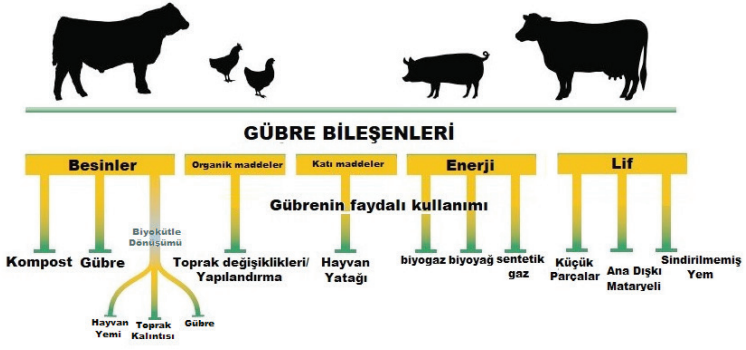 GÜBRE BİLEŞENLERİ
Besinler
Organik maddeler
Katı maddeler
Enerji
Lif
Gübrenin faydalı kullanımı
Kompost
Gübre
Biyokütle
Dönüşümü
Toprak değişiklikleri/
Yapılandırma
Hayvan
Yatağı
biyogaz
biyoyağ
sentetik
gaz
Küçük
Parçalar
Ana Dışkı
Mataryeli
Sindirilmemiş
Yem
Hayvan
Yemi
Toprak
Kalıntısı
Gübre